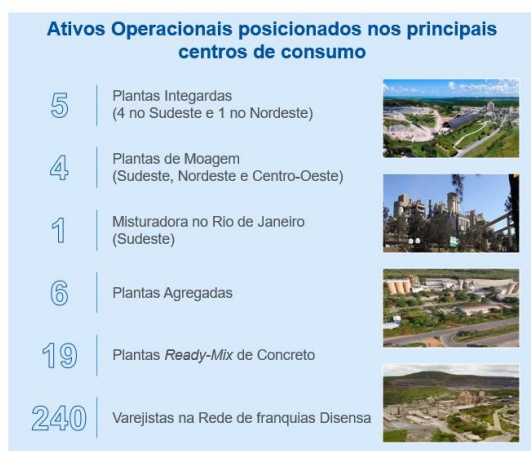 Ativos Operacionais posicionados nos principais
centros de consumo
5
Plantas Integardas
(4 no Sudeste e 1 no Nordeste)
4
Plantas de Moagem
(Sudeste, Nordeste e Centro-Oeste)
1
Misturadora no Rio de Janeiro
(Sudeste)
6
Plantas Agregadas
19
Plantas Ready-Mix de Concreto
240
Varejistas na Rede de franquias Disensa